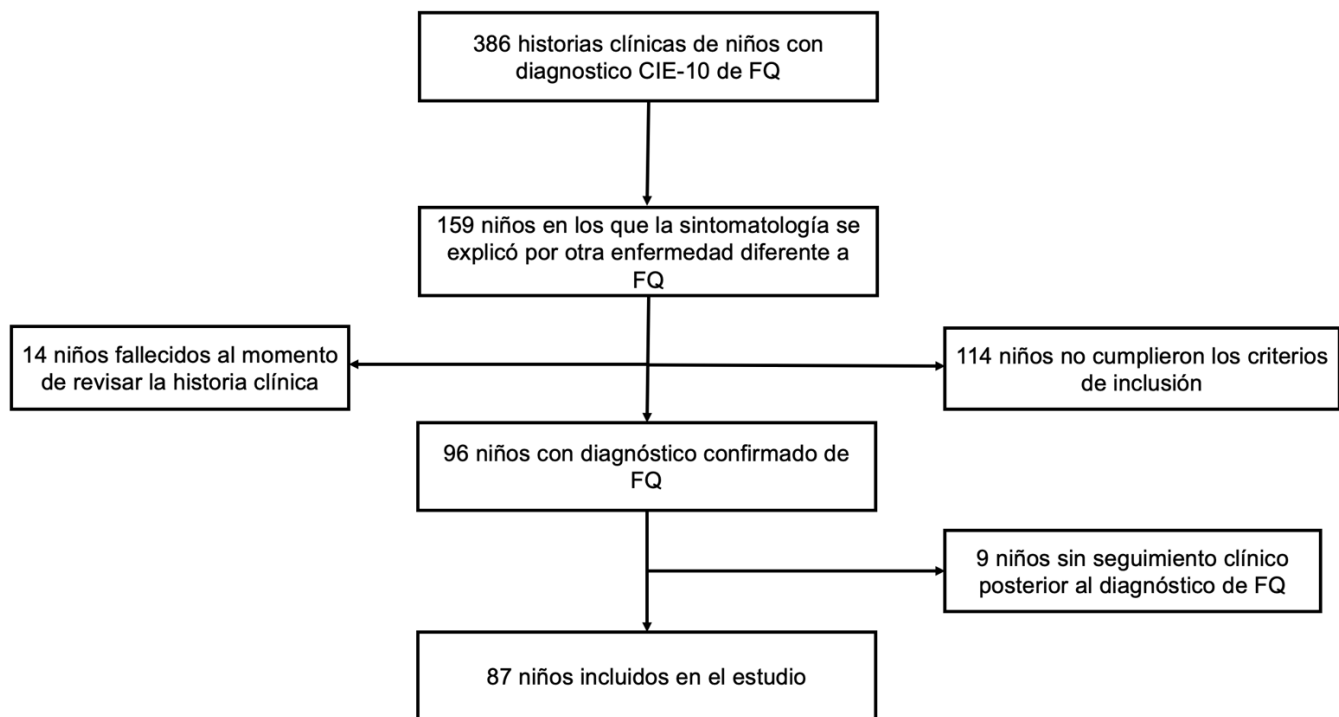 386 historias clínicas de niños con
diagnostico CIE-10 de FQ
159 niños en los que la sintomatología se
explicó por otra enfermedad diferente a
FQ
14 niños fallecidos al momento
de revisar la historia clínica
114 niños no cumplieron los criterios
de inclusión
96 niños con diagnóstico confirmado de
FQ
9 niños sin seguimiento clínico
posterior al diagnóstico de FQ
87 niños incluidos en el estudio